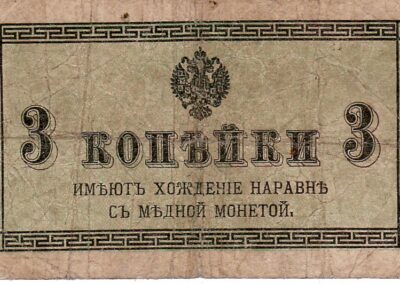 3 КОПѢЙКИ 3
ИМѢЮТЪ ХОЖДЕНІЕ НАРАВНѢ
СЪ МѢДНОЙ МОНЕТОЙ.